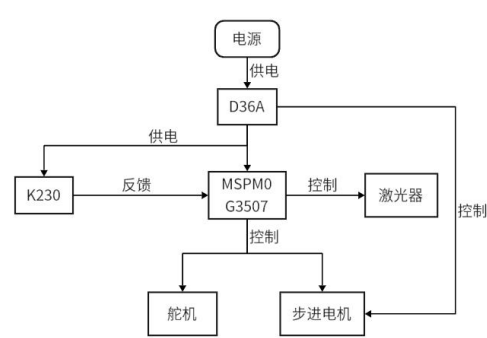 电源
供电
D36A
供电
K230
反馈
MSPM0
G3507
控制
激光器
控制
控制
舵机
步进电机